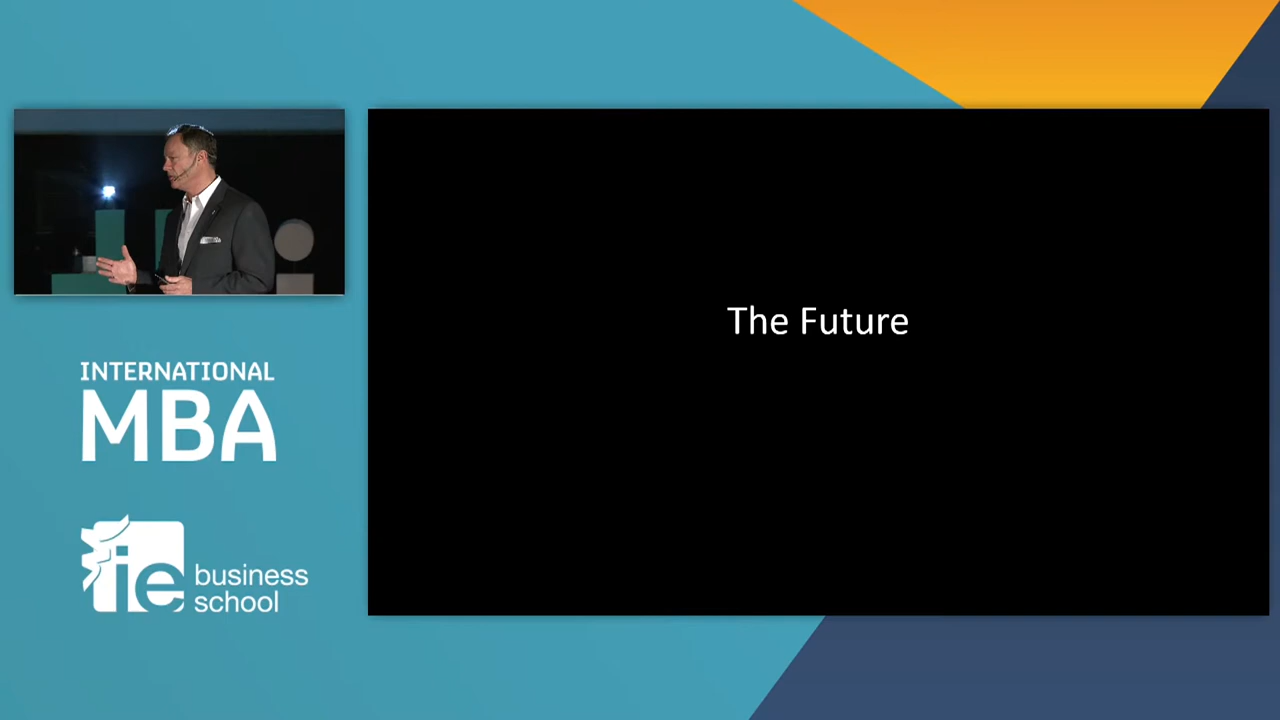 The Future
INTERNATIONAL
MBA
ie business
school